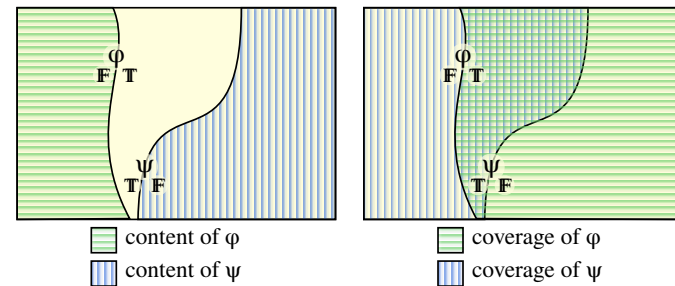 φ
𝔽 𝕋
ψ
𝕋 𝔽
content of φ
content of ψ
φ
𝔽 𝕋
ψ
𝕋 𝔽
coverage of φ
coverage of ψ